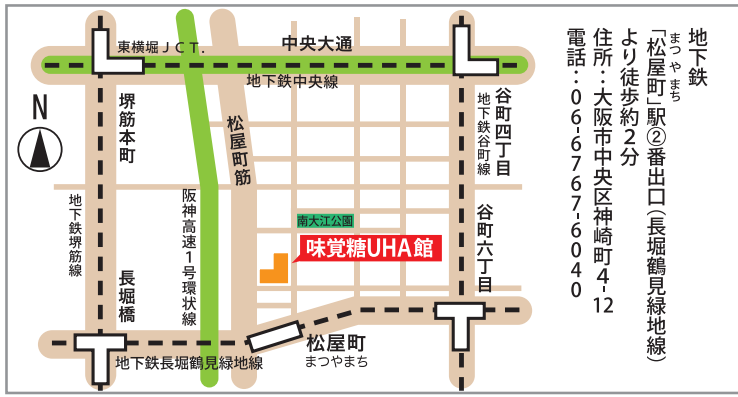 地下鉄
「松屋町」駅②番出口(長堀鶴見緑地線)
まつ や まち
より徒歩約2分
住所:大阪市中央区神崎町4-12
電話:06-6767-6040
東横堀JCT.
中央大通
地下鉄中央線
N
堺筋本町
松屋町筋
谷町四丁目
地下鉄谷町線
地下鉄堺筋線
阪神高速1号環状線
南大江公園
味覚糖UHA館
谷町六丁目
長堀橋
松屋町
まつやまち
地下鉄長堀鶴見緑地線